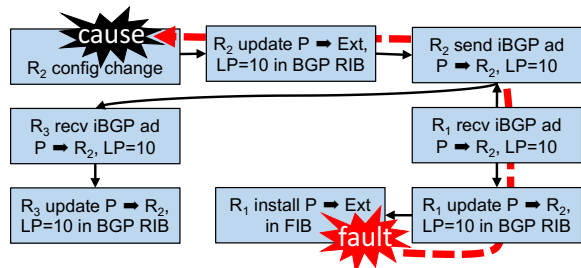 cause
R₂ config change
R₂ update P ➡ Ext,
LP=10 in BGP RIB
R₂ send iBGP ad
P ➡ R₂, LP=10
R₃ recv iBGP ad
P ➡ R₂, LP=10
R₁ recv iBGP ad
P ➡ R₂, LP=10
R₃ update P ➡ R₂,
LP=10 in BGP RIB
R₁ install P ➡ Ext
in FIB
fault
R₁ update P ➡ R₂,
LP=10 in BGP RIB